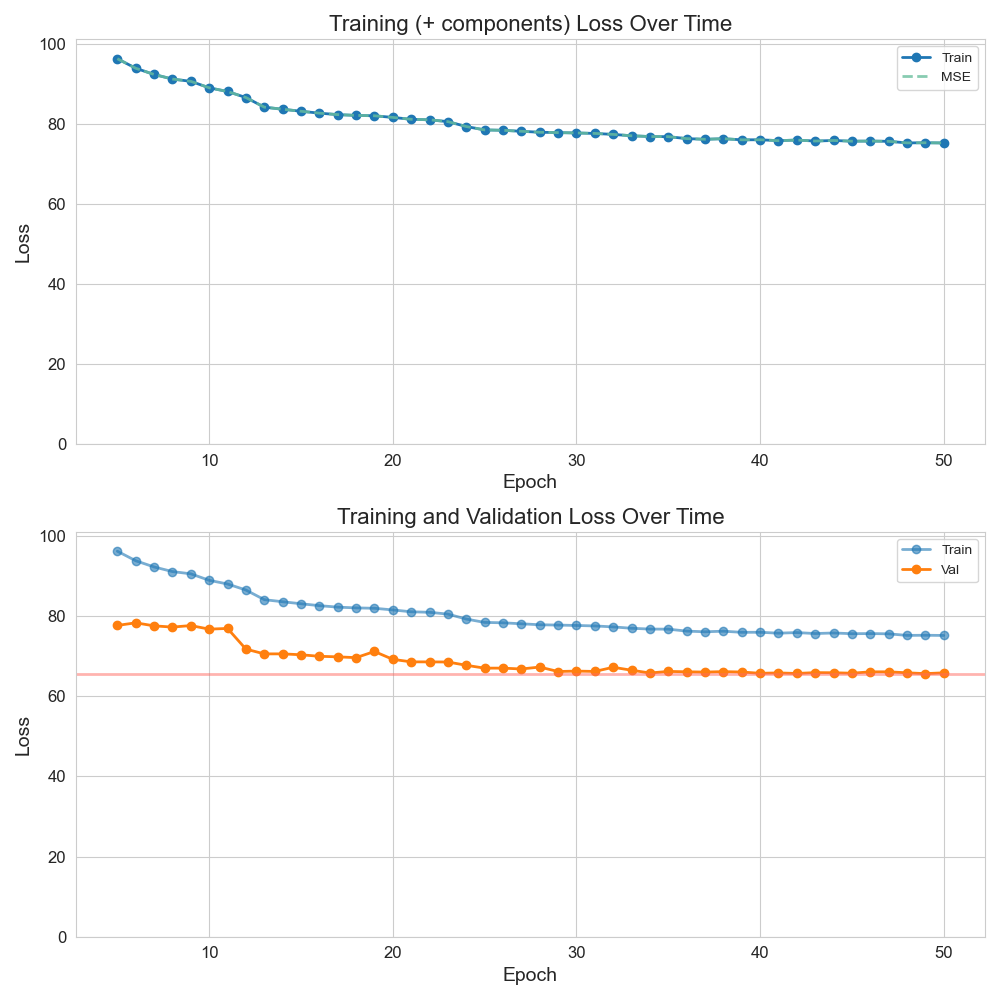 Training (+ components) Loss Over Time
100
80
60
40
20
0
Loss
Train
MSE
10 20 30 40 50
Epoch
Training and Validation Loss Over Time
100
80
60
40
20
0
Loss
Train
Val
10 20 30 40 50
Epoch